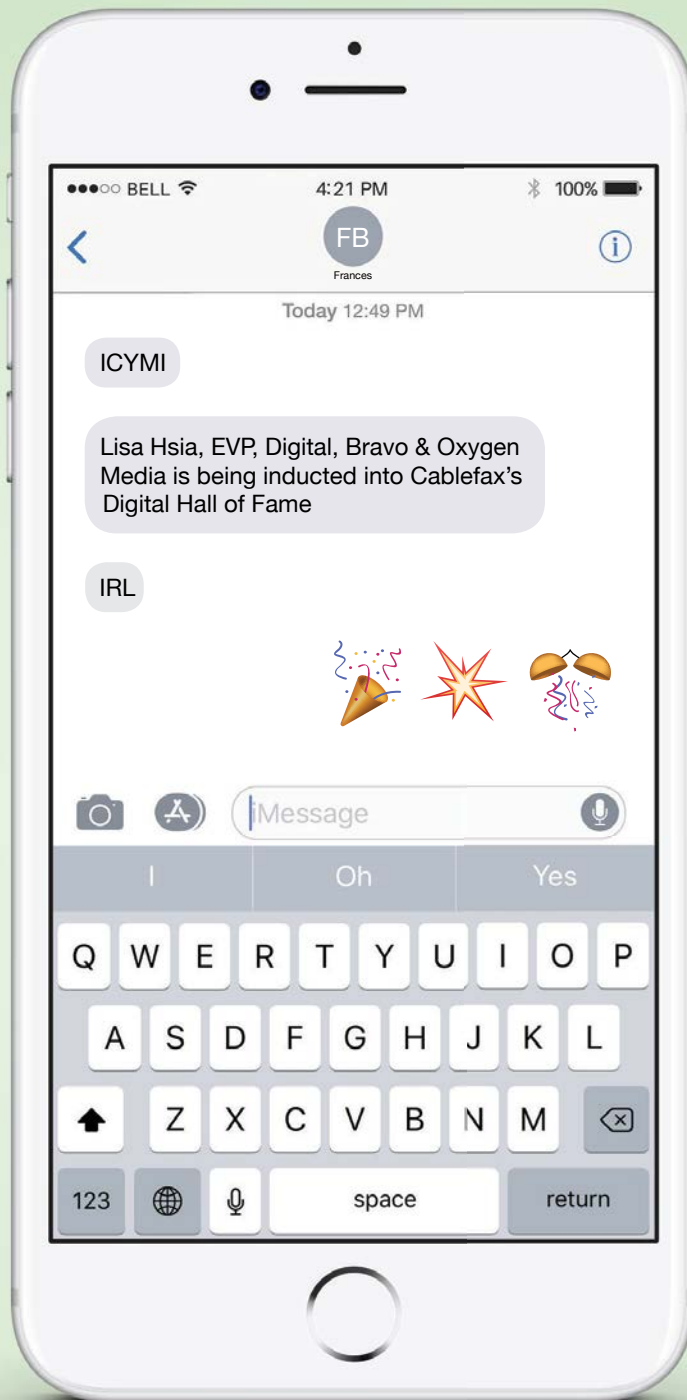 BELL
4:21 PM
100%
FB
Frances
Today 12:49 PM
ICYMI
Lisa Hsia, EVP, Digital, Bravo & Oxygen
Media is being inducted into Cablefax’s
Digital Hall of Fame
IRL
iMessage
I
Oh
Yes
Q W E R T Y U I O P
A S D F G H J K L
Z X C V B N M
123
space
return